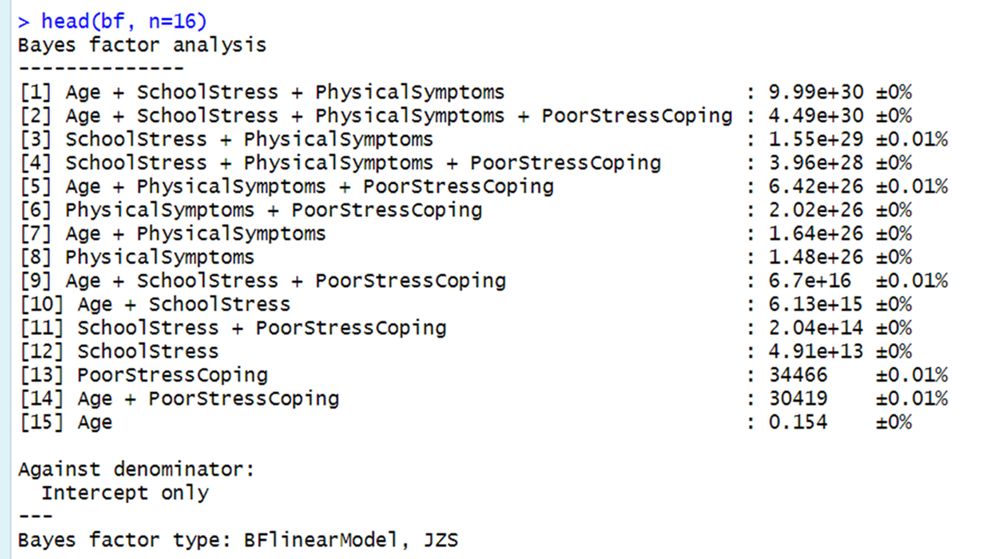 > head(bf, n=16)
Bayes factor analysis
--------------
[1] Age + SchoolStress + PhysicalSymptoms                    : 9.99e+30 ±0%
[2] Age + SchoolStress + PhysicalSymptoms + PoorStressCoping : 4.49e+30 ±0%
[3] SchoolStress + PhysicalSymptoms                          : 1.55e+29 ±0.01%
[4] SchoolStress + PhysicalSymptoms + PoorStressCoping       : 3.96e+28 ±0%
[5] Age + PhysicalSymptoms + PoorStressCoping                : 6.42e+26 ±0.01%
[6] PhysicalSymptoms + PoorStressCoping                      : 2.02e+26 ±0%
[7] Age + PhysicalSymptoms                                   : 1.64e+26 ±0%
[8] PhysicalSymptoms                                         : 1.48e+26 ±0%
[9] Age + SchoolStress + PoorStressCoping                    : 6.7e+16  ±0.01%
[10] Age + SchoolStress                                      : 6.13e+15 ±0%
[11] SchoolStress + PoorStressCoping                         : 2.04e+14 ±0%
[12] SchoolStress                                            : 4.91e+13 ±0%
[13] PoorStressCoping                                        : 34466    ±0.01%
[14] Age + PoorStressCoping                                  : 30419    ±0.01%
[15] Age                                                     : 0.154    ±0%
Against denominator:
  Intercept only
---
Bayes factor type: BFlinearModel, JZS